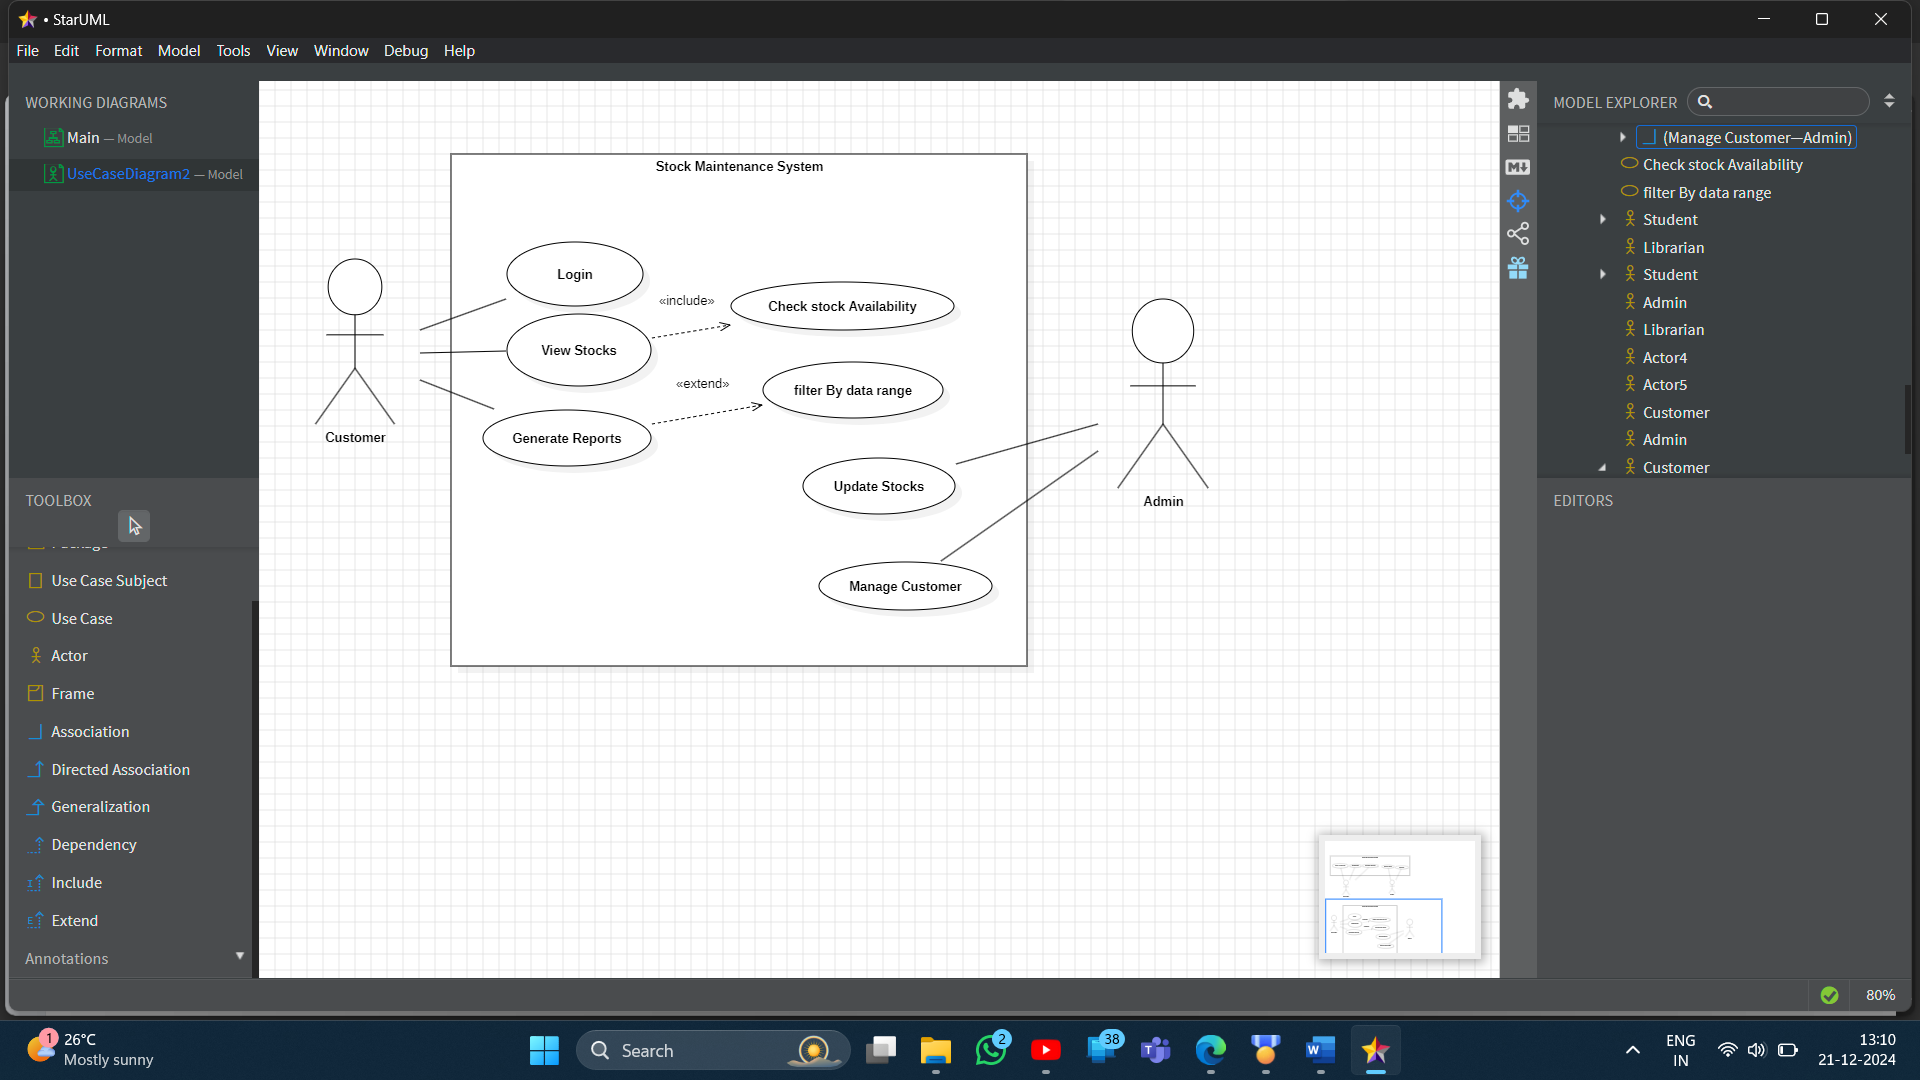 • StarUML
File Edit Format Model Tools View Window Debug Help
WORKING DIAGRAMS
Main — Model
UseCaseDiagram2 — Model
TOOLBOX
Package
Use Case Subject
Use Case
Actor
Frame
Association
Directed Association
Generalization
Dependency
Include
Extend
Annotations
Stock Maintenance System
Login
«include»
Check stock Availability
View Stocks
«extend»
filter By data range
Customer
Generate Reports
Update Stocks
Admin
Manage Customer
MODEL EXPLORER
(Manage Customer—Admin)
Check stock Availability
filter By data range
Student
Librarian
Student
Admin
Librarian
Actor4
Actor5
Customer
Admin
Customer
EDITORS
80%
1
26°C
Mostly sunny
Search
2
38
ENG
IN
13:10
21-12-2024